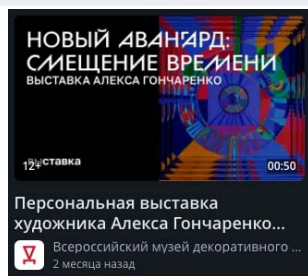 НОВЫЙ АВАНГАРД:
СМЕЩЕНИЕ ВРЕМЕНИ
ВЫСТАВКА АЛЕКСА ГОНЧАРЕНКО
12+
ставка
00:50
Персональная выставка
художника Алекса Гончаренко...
Всероссийский музей декоративного ...
2 месяца назад